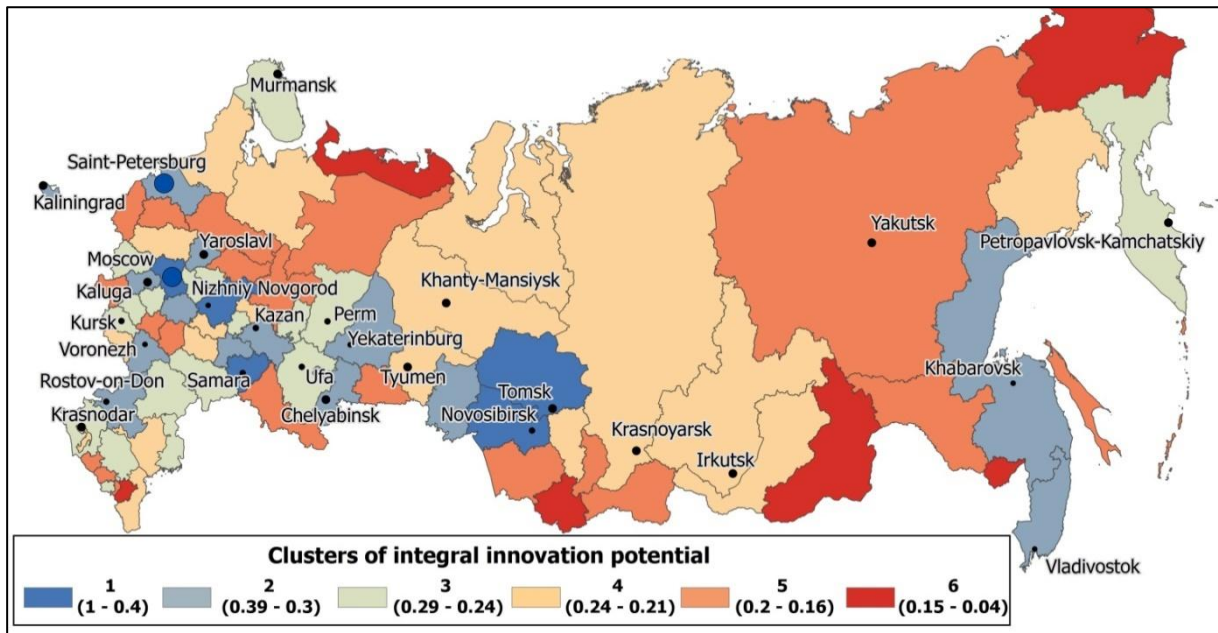 Murmansk
Saint-Petersburg
Kaliningrad
Yaroslavl
Moscow
Kaluga
Nizhniy Novgorod
Kursk
Kazan
Perm
Voronezh
Yekaterinburg
Rostov-on-Don
Samara
Ufa
Tyumen
Krasnodar
Chelyabinsk
Khanty-Mansiysk
Tomsk
Novosibirsk
Krasnoyarsk
Irkutsk
Yakutsk
Petropavlovsk-Kamchatskiy
Khabarovsk
Vladivostok
Clusters of integral innovation potential
1 2 3 4 5 6
(1 - 0.4) (0.39 - 0.3) (0.29 - 0.24) (0.24 - 0.21) (0.2 - 0.16) (0.15 - 0.04)